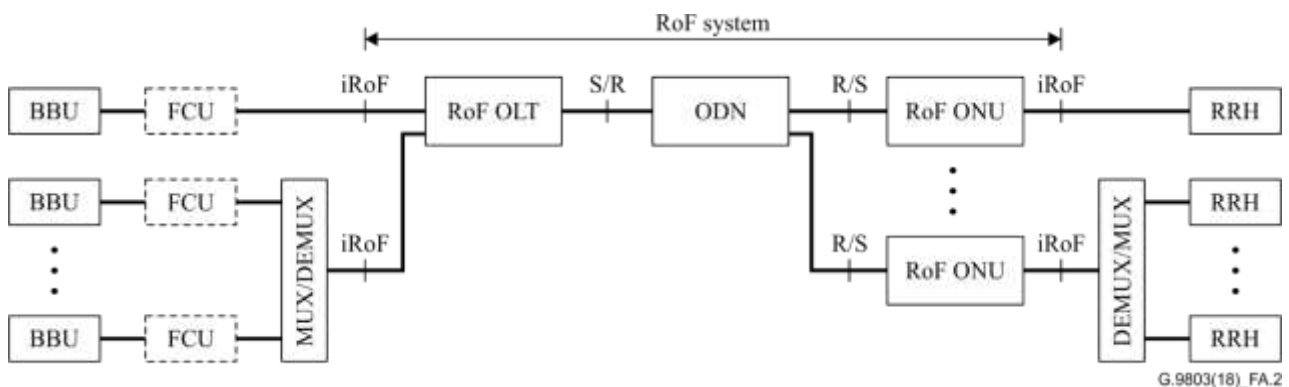 RoF system
iRoF S/R R/S iRoF
BBU FCU RoF OLT ODN RoF ONU RRH
BBU FCU MUX/DEMUX DEMUX/MUX RRH
iRoF R/S iRoF
RoF ONU
BBU FCU RRH
G.9803(18)_FA.2